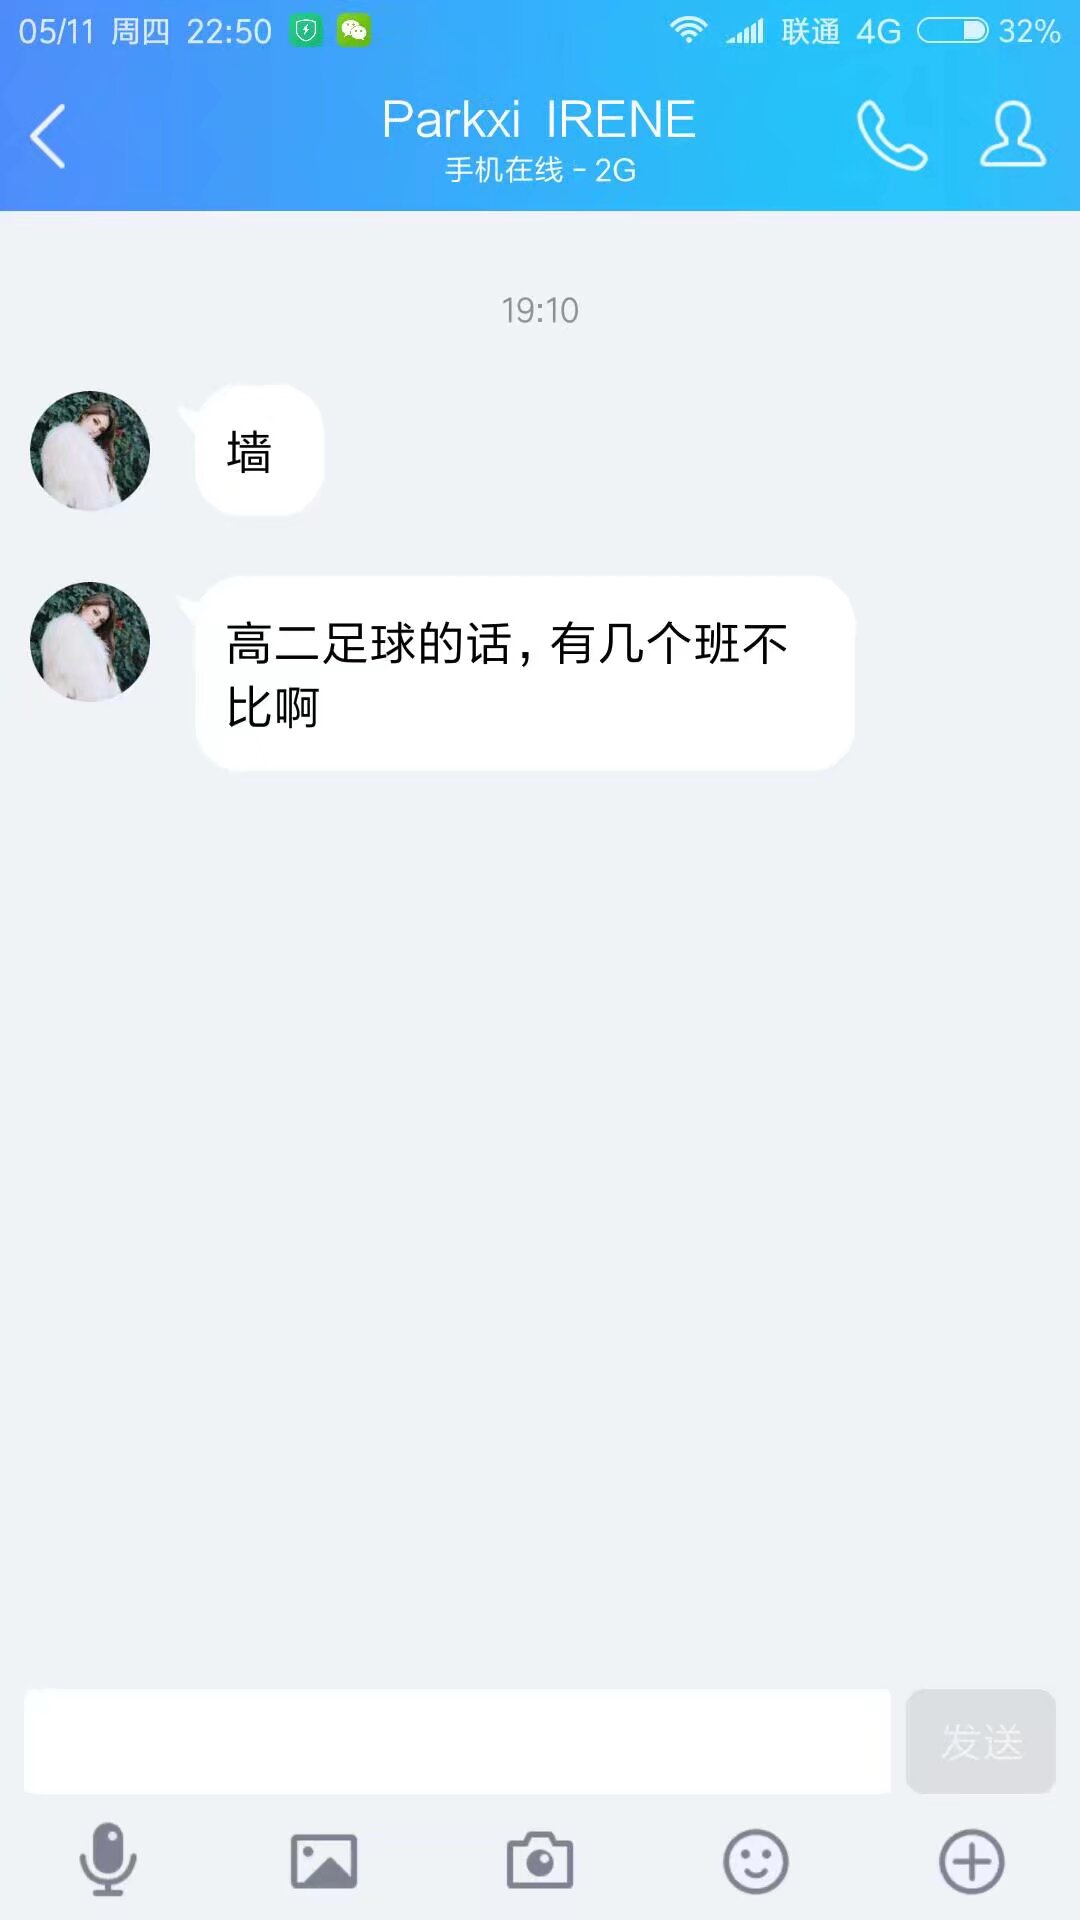 05/11 周四 22:50 联通 4G 32%
Parkxi IRENE
手机在线 - 2G
19:10
墙
高二足球的话,有几个班不
比啊
发送